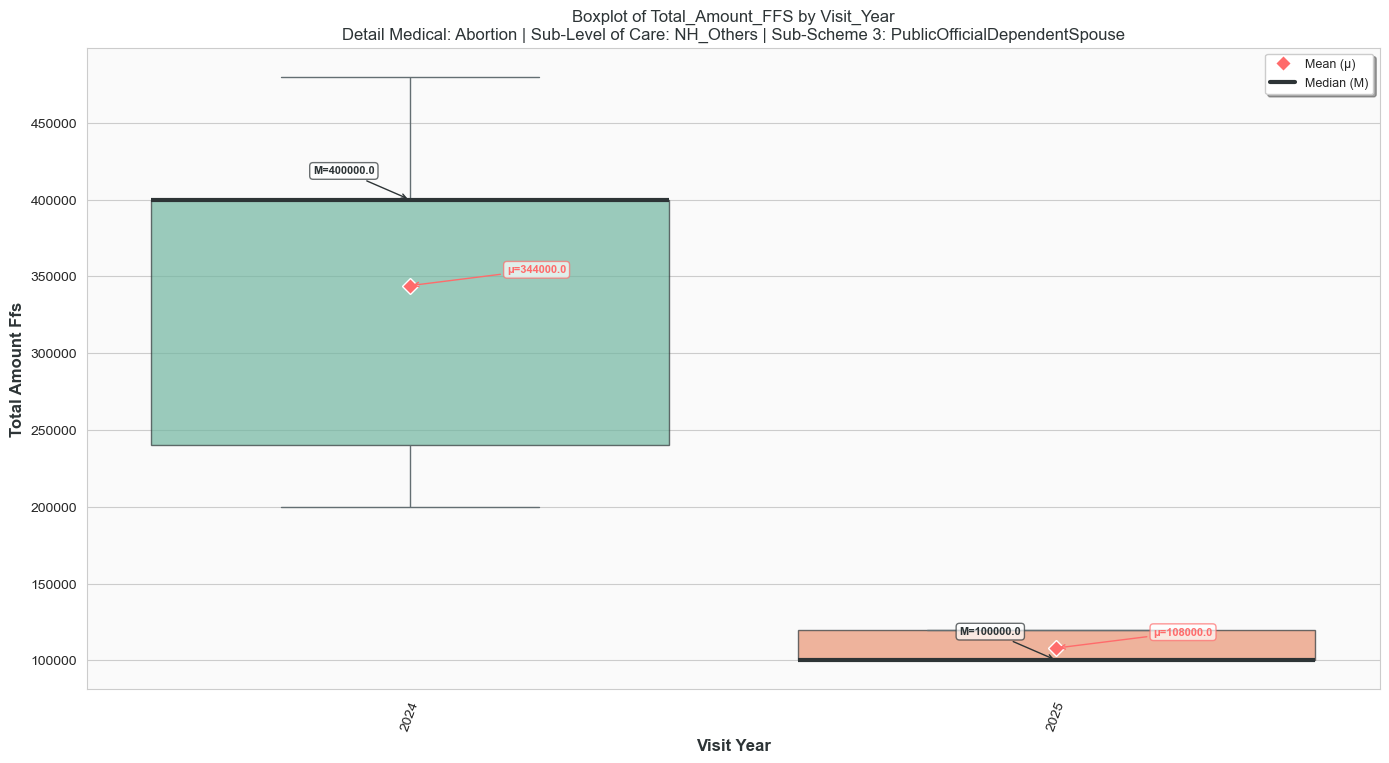 Boxplot of Total_Amount_FFS by Visit_Year
Detail Medical: Abortion | Sub-Level of Care: NH_Others | Sub-Scheme 3: PublicOfficialDependentSpouse
Mean (μ)
Median (M)
Total Amount Ffs
450000
400000
350000
300000
250000
200000
150000
100000
M=400000.0
μ=344000.0
M=100000.0
μ=108000.0
2024
2025
Visit Year